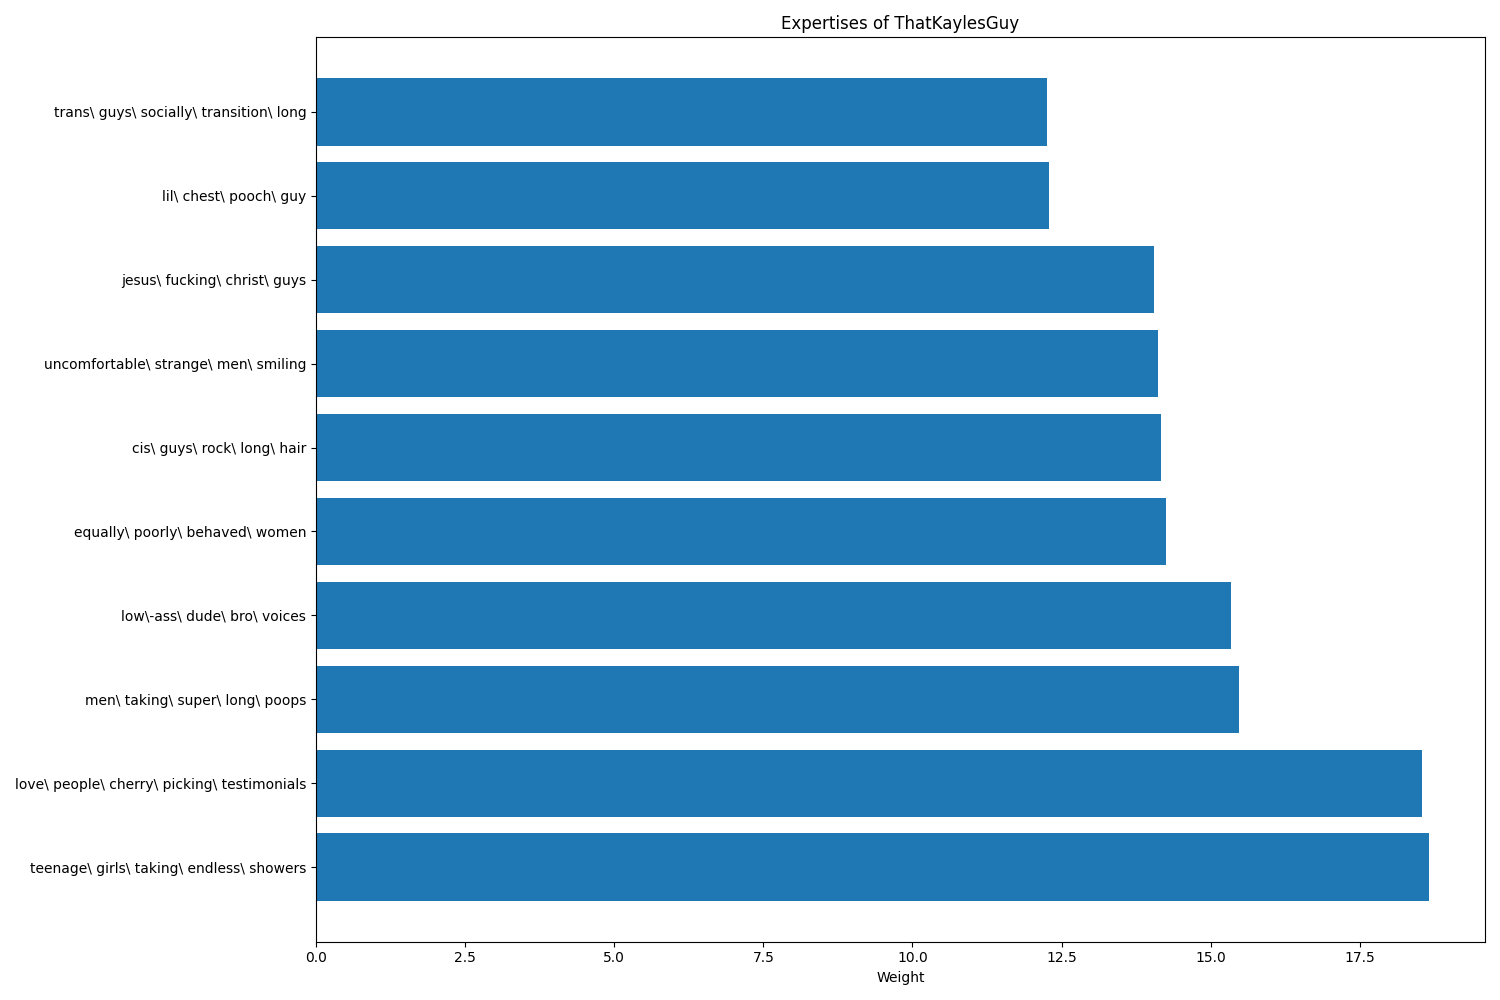 Expertises of ThatKaylesGuy
trans\ guys\ socially\ transition\ long
lil\ chest\ pooch\ guy
jesus\ fucking\ christ\ guys
uncomfortable\ strange\ men\ smiling
cis\ guys\ rock\ long\ hair
equally\ poorly\ behaved\ women
low\-ass\ dude\ bro\ voices
men\ taking\ super\ long\ poops
love\ people\ cherry\ picking\ testimonials
teenage\ girls\ taking\ endless\ showers
0.0 2.5 5.0 7.5 10.0 12.5 15.0 17.5
Weight